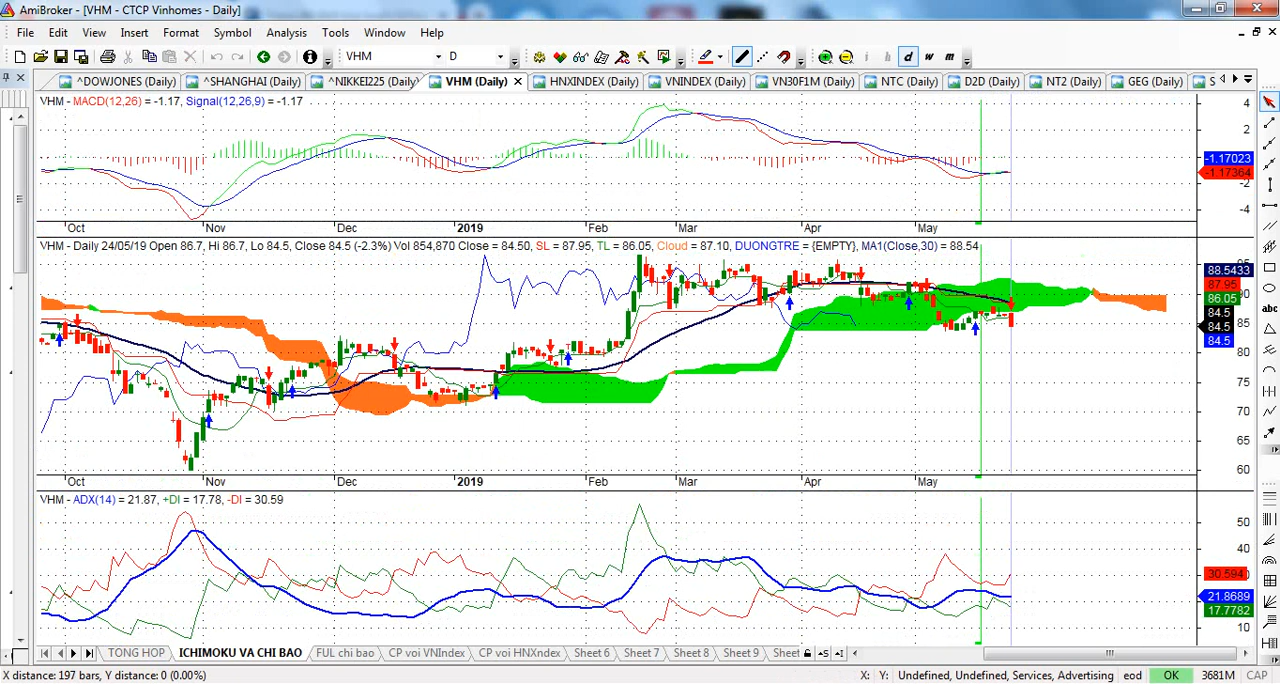 AmiBroker - [VHM - CTCP Vinhomes - Daily]
File Edit View Insert Format Symbol Analysis Tools Window Help
VHM D i h d w m
^DOWJONES (Daily) ^SHANGHAI (Daily) ^NIKKEI225 (Daily) VHM (Daily) HNXINDEX (Daily) VNINDEX (Daily) VN30F1M (Daily) NTC (Daily) D2D (Daily) NT2 (Daily) GEG (Daily) S
VHM - MACD(12,26) = -1.17, Signal(12,26,9) = -1.17
4
2
-1.17023
-1.17364
-2
-4
Oct Nov Dec 2019 Feb Mar Apr May
VHM - Daily 24/05/19 Open 86.7, Hi 86.7, Lo 84.5, Close 84.5 (-2.3%) Vol 854,870 Close = 84.50, SL = 87.95, TL = 86.05, Cloud = 87.10, DUONGTRE = {EMPTY}, MA1(Close,30) = 88.54
95
88.5433
87.95
90
86.05
84.5
85
84.5
84.5
80
75
70
65
60
Oct Nov Dec 2019 Feb Mar Apr May
VHM - ADX(14) = 21.87, +DI = 17.78, -DI = 30.59
50
40
30.594
21.8689
17.7782
10
abc
TONG HOP ICHIMOKU VA CHI BAO FUL chi bao CP voi VNIndex CP voi HNXndex Sheet 6 Sheet 7 Sheet 8 Sheet 9 Sheet
X distance: 197 bars, Y distance: 0 (0.00%) X: Y: Undefined, Undefined, Services, Advertising eod OK 3681M CAP